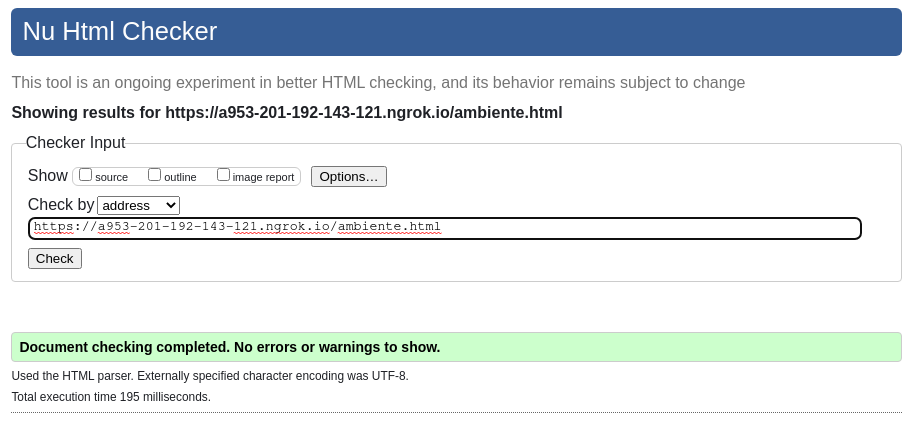 Nu Html Checker
This tool is an ongoing experiment in better HTML checking, and its behavior remains subject to change
Showing results for https://a953-201-192-143-121.ngrok.io/ambiente.html
Checker Input
Show source outline image report Options...
Check by address
https://a953-201-192-143-121.ngrok.io/ambiente.html
Check
Document checking completed. No errors or warnings to show.
Used the HTML parser. Externally specified character encoding was UTF-8.
Total execution time 195 milliseconds.